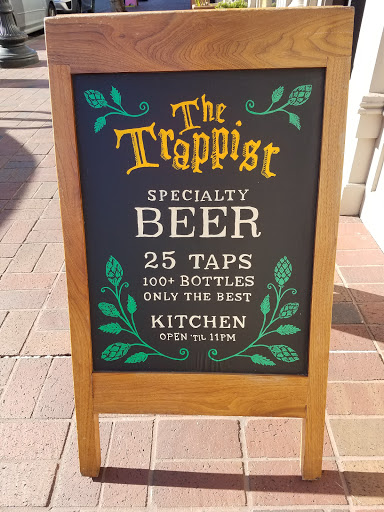 The
Trappist
SPECIALTY
BEER
25 TAPS
100+ BOTTLES
ONLY THE BEST
KITCHEN
OPEN 'TIL 11PM